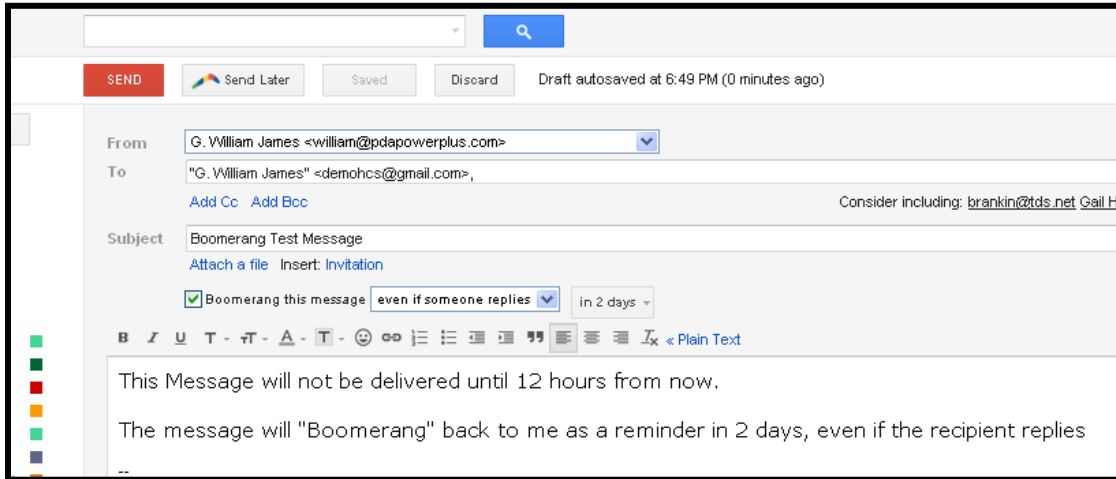 SEND Send Later Saved Discard Draft autosaved at 6:49 PM (0 minutes ago)
From G. William James <william@pdapowerplus.com>
To "G. William James" <demohcs@gmail.com>,
Add Cc Add Bcc Consider including: brankin@tds.net Gail H
Subject Boomerang Test Message
Attach a file Insert: Invitation
Boomerang this message even if someone replies in 2 days
B I U T T A T « Plain Text
This Message will not be delivered until 12 hours from now.
The message will "Boomerang" back to me as a reminder in 2 days, even if the recipient replies
--